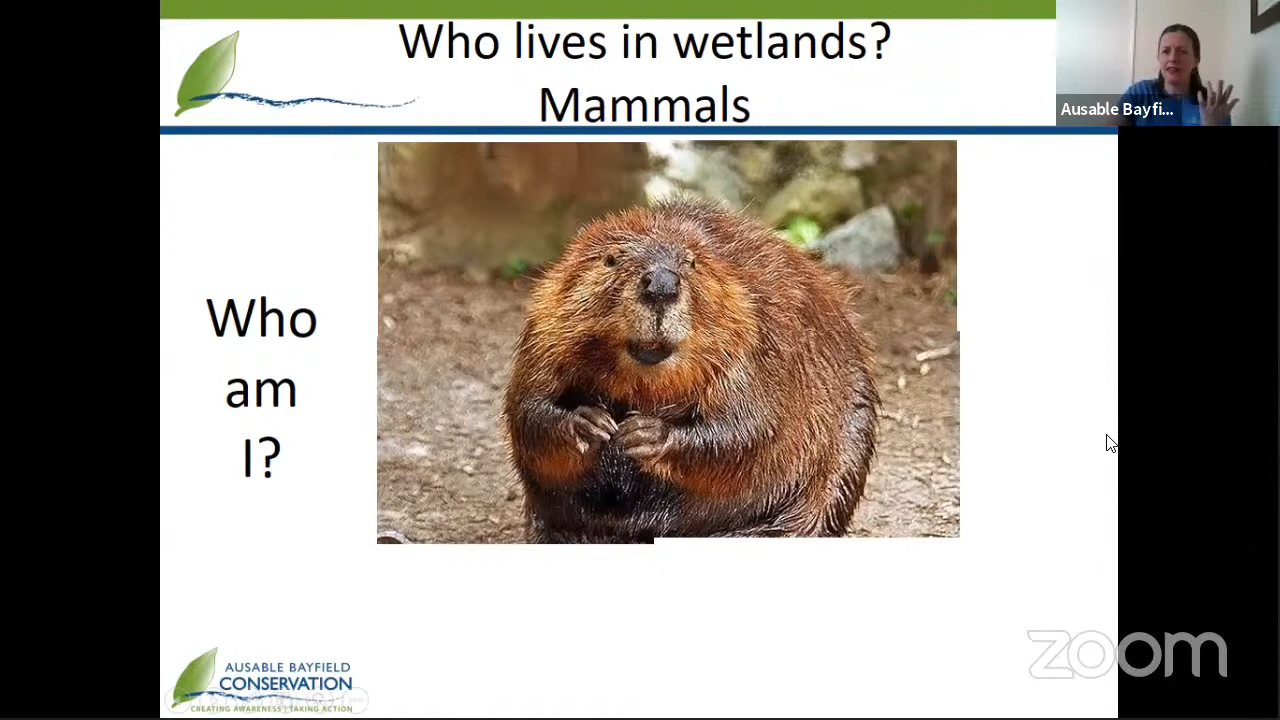 Who lives in wetlands?
Mammals
Ausable Bayfi...
Who
am
I?
AUSABLE BAYFIELD
CONSERVATION
CREATING AWARENESS | TAKING ACTION
zoom